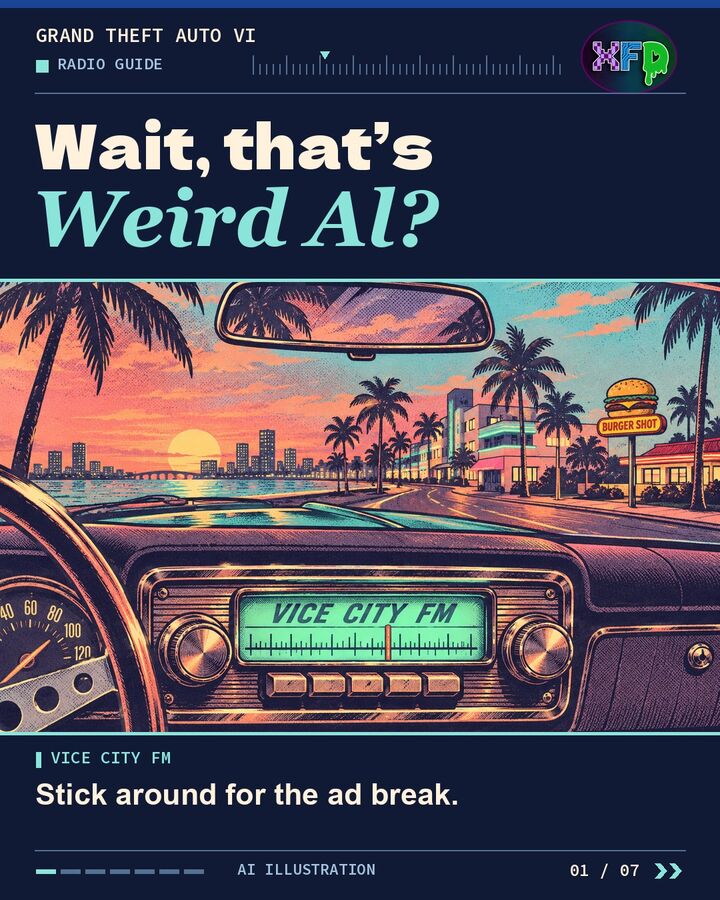 GRAND THEFT AUTO VI
RADIO GUIDE
XFD
Wait, that's
Weird Al?
BURGER SHOT
VICE CITY FM
40 60 80 100 120
VICE CITY FM
Stick around for the ad break.
AI ILLUSTRATION
01 / 07